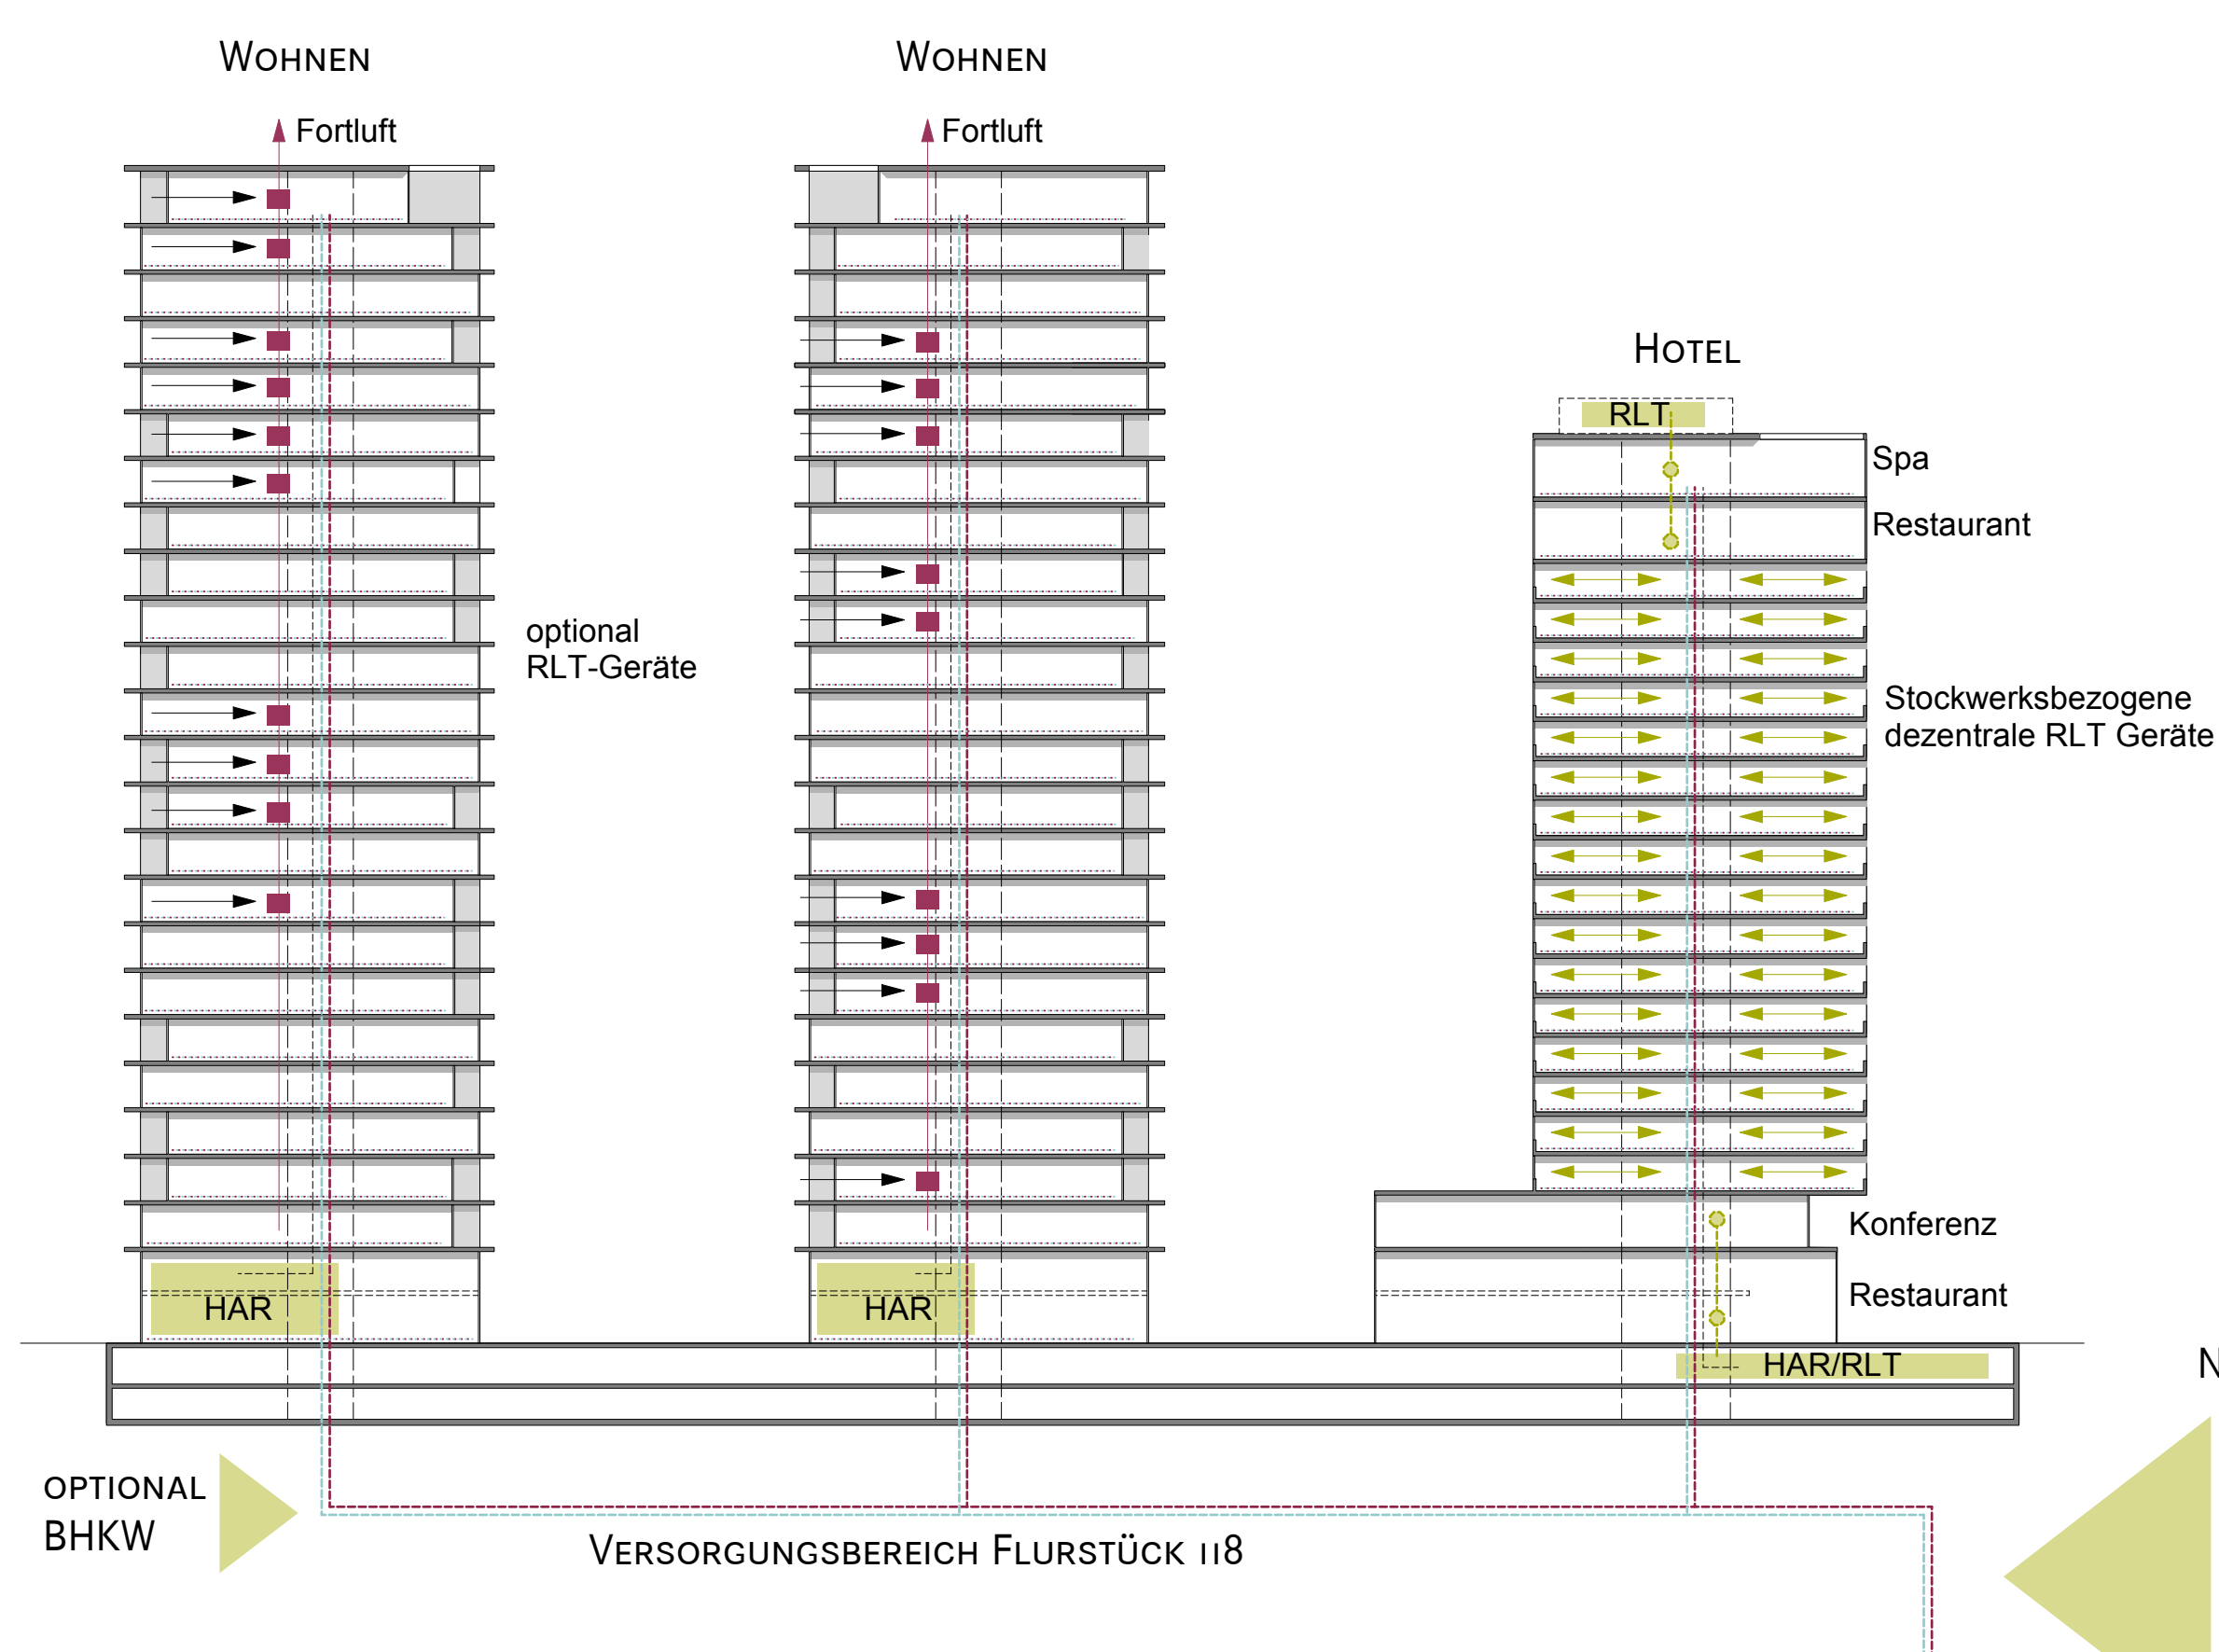 WOHNEN
WOHNEN
Fortluft
Fortluft
HOTEL
RLT
Spa
Restaurant
optional
RLT-Geräte
Stockwerksbezogene
dezentrale RLT Geräte
Konferenz
Restaurant
HAR
HAR
HAR/RLT
N
OPTIONAL
BHKW
VERSORGUNGSBEREICH FLURSTÜCK 118